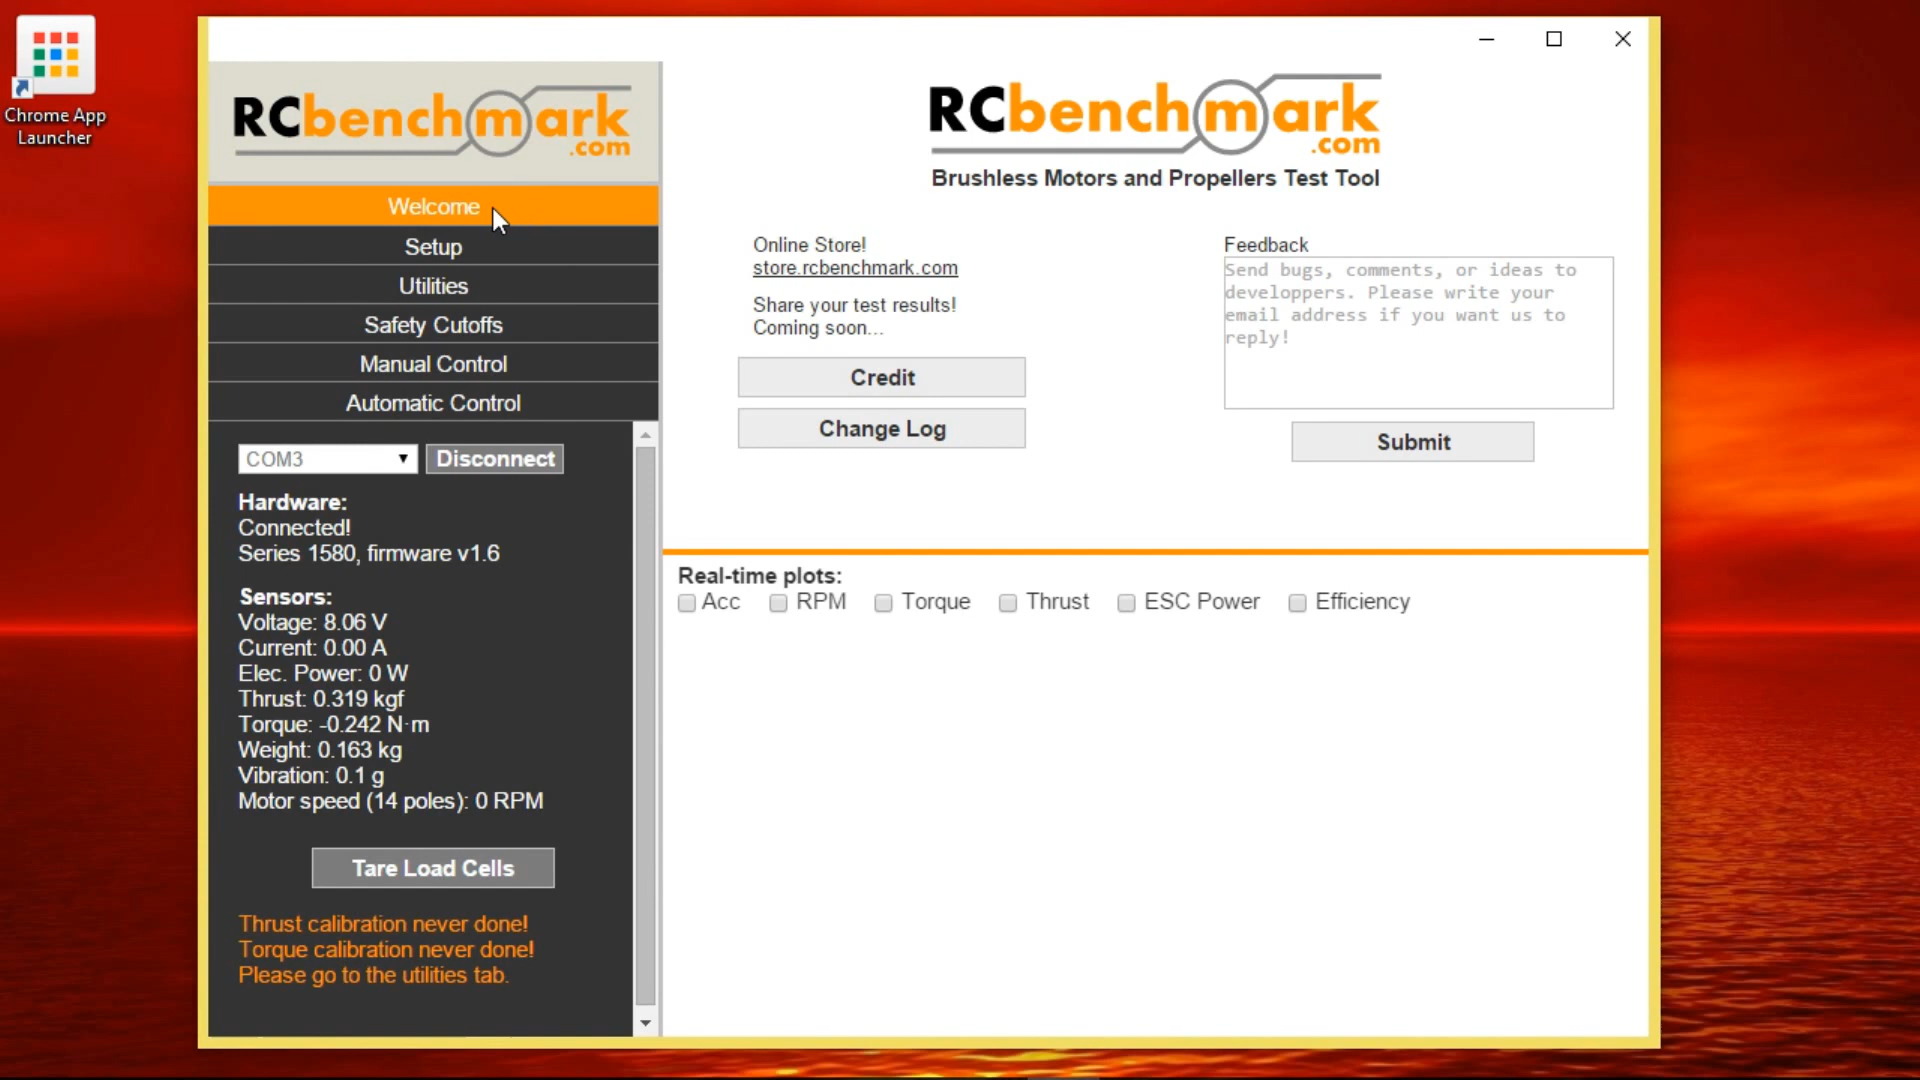 Chrome App
Launcher
RCbenchmark
.com
Welcome
Setup
Utilities
Safety Cutoffs
Manual Control
Automatic Control
COM3
Disconnect
Hardware:
Connected!
Series 1580, firmware v1.6
Sensors:
Voltage: 8.06 V
Current: 0.00 A
Elec. Power: 0 W
Thrust: 0.319 kgf
Torque: -0.242 N·m
Weight: 0.163 kg
Vibration: 0.1 g
Motor speed (14 poles): 0 RPM
Tare Load Cells
Thrust calibration never done!
Torque calibration never done!
Please go to the utilities tab.
RCbenchmark
.com
Brushless Motors and Propellers Test Tool
Online Store!
store.rcbenchmark.com
Share your test results!
Coming soon...
Credit
Change Log
Feedback
Send bugs, comments, or ideas to
developpers. Please write your
email address if you want us to
reply!
Submit
Real-time plots:
Acc RPM Torque Thrust ESC Power Efficiency